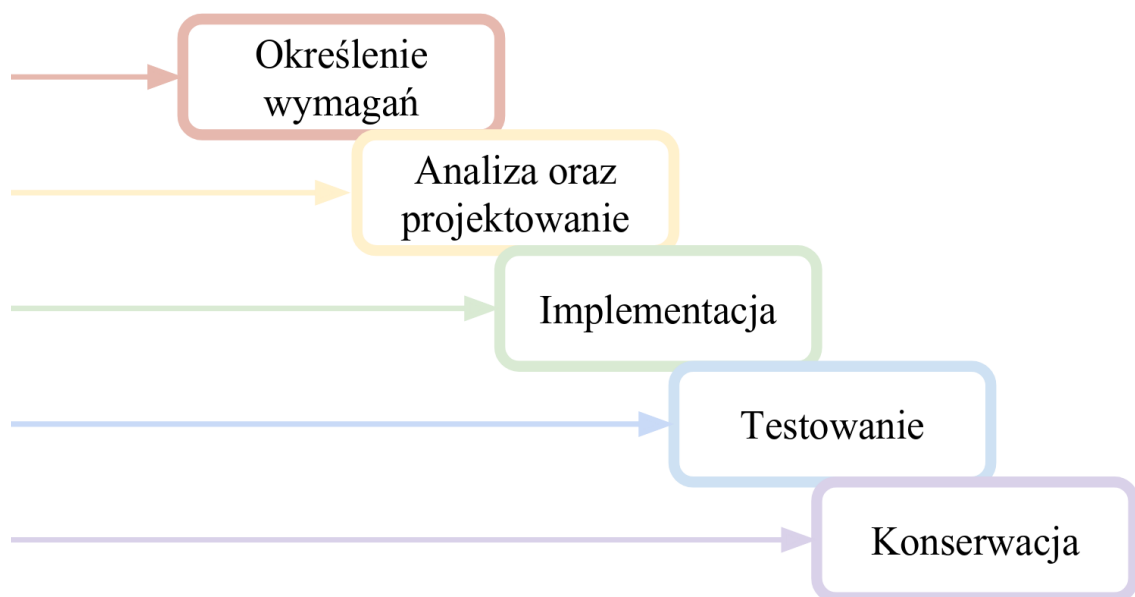 Określenie
wymagań
Analiza oraz
projektowanie
Implementacja
Testowanie
Konserwacja